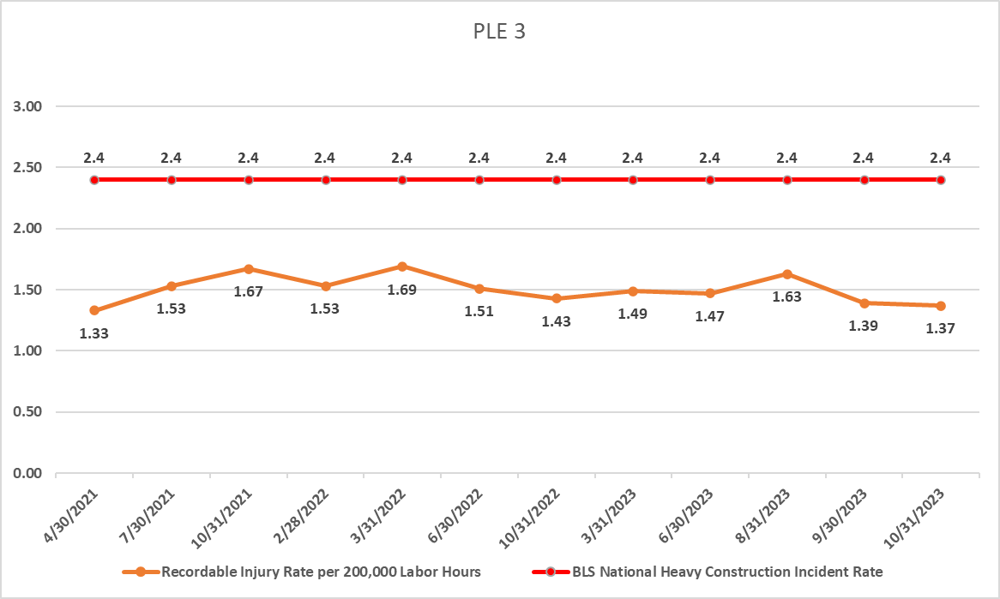 PLE 3
3.00
2.4 2.4 2.4 2.4 2.4 2.4 2.4 2.4 2.4 2.4 2.4 2.4
2.50
2.00
1.50
1.33 1.53 1.67 1.53 1.69 1.51 1.43 1.49 1.47 1.63 1.39 1.37
1.00
0.50
0.00
4/30/2021 7/30/2021 10/31/2021 2/28/2022 3/31/2022 6/30/2022 10/31/2022 3/31/2023 6/30/2023 8/31/2023 9/30/2023 10/31/2023
Recordable Injury Rate per 200,000 Labor Hours BLS National Heavy Construction Incident Rate